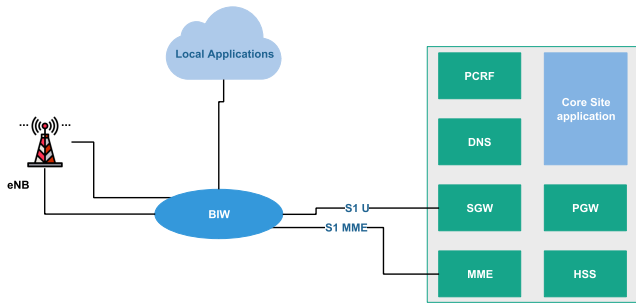 Local Applications
PCRF
Core Site
application
... ...
eNB
DNS
BIW
S1 U
S1 MME
SGW
PGW
MME
HSS